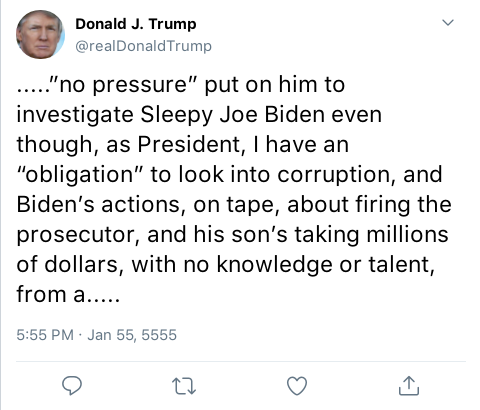 Donald J. Trump
@realDonaldTrump
....."no pressure” put on him to
investigate Sleepy Joe Biden even
though, as President, I have an
“obligation” to look into corruption, and
Biden’s actions, on tape, about firing the
prosecutor, and his son’s taking millions
of dollars, with no knowledge or talent,
from a.....
5:55 PM · Jan 55, 5555